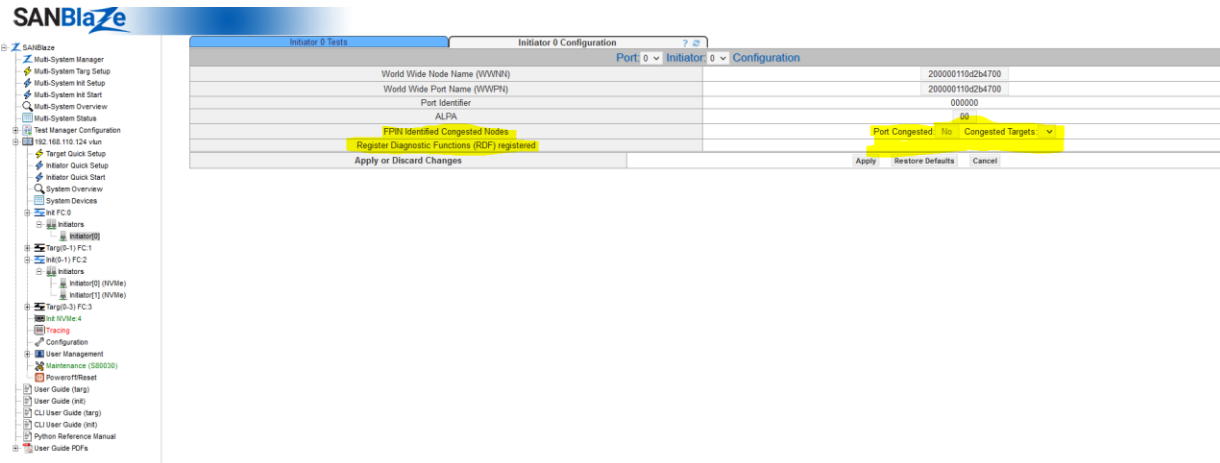 SANBlaze
SANBlaze
Multi-System Manager
Multi-System Targ Setup
Multi-System Init Setup
Multi-System Init Start
Multi-System Overview
Multi-System Status
Test Manager Configuration
192.168.110.124 vlun
Target Quick Setup
Initiator Quick Setup
Initiator Quick Start
System Overview
System Devices
Init FC:0
Initiators
Initiator[0]
Targ(0-1) FC:1
Init(0-1) FC:2
Initiators
Initiator[0] (NVMe)
Initiator[1] (NVMe)
Targ(0-3) FC:3
Init NVMe:4
Tracing
Configuration
User Management
Maintenance (S80030)
Poweroff/Reset
User Guide (targ)
User Guide (init)
CLI User Guide (targ)
CLI User Guide (init)
Python Reference Manual
User Guide PDFs
Initiator 0 Tests Initiator 0 Configuration ?
Port: 0 Initiator: 0 Configuration
World Wide Node Name (WWNN) 200000110d2b4700
World Wide Port Name (WWPN) 200000110d2b4700
Port Identifier 000000
ALPA 00
FPIN Identified Congested Nodes Port Congested: No Congested Targets:
Register Diagnostic Functions (RDF) registered
Apply or Discard Changes Apply Restore Defaults Cancel